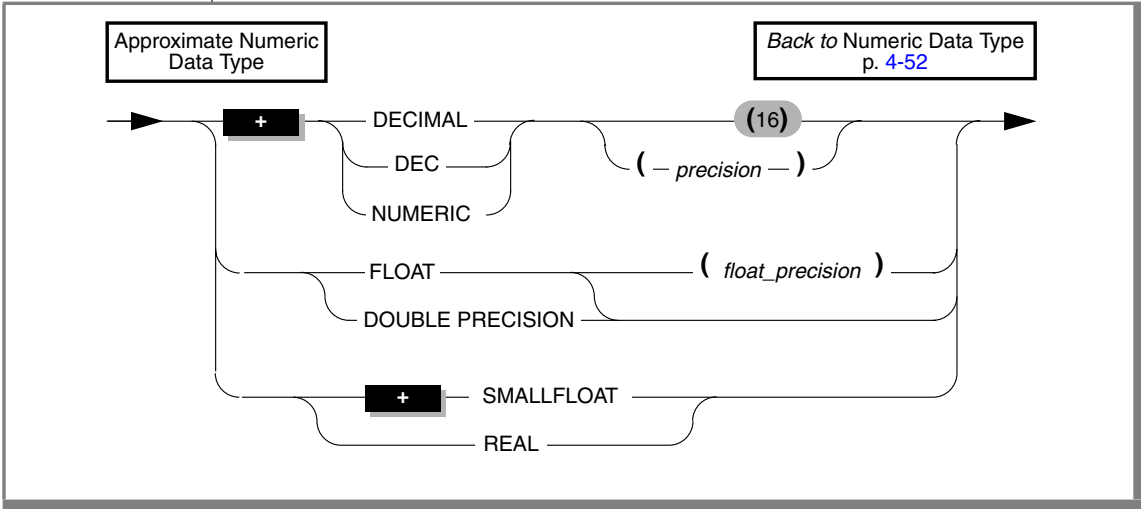 Approximate Numeric
Data Type
Back to Numeric Data Type
p. 4-52
+ DECIMAL (16)
DEC ( precision )
NUMERIC
FLOAT ( float_precision )
DOUBLE PRECISION
+ SMALLFLOAT
REAL